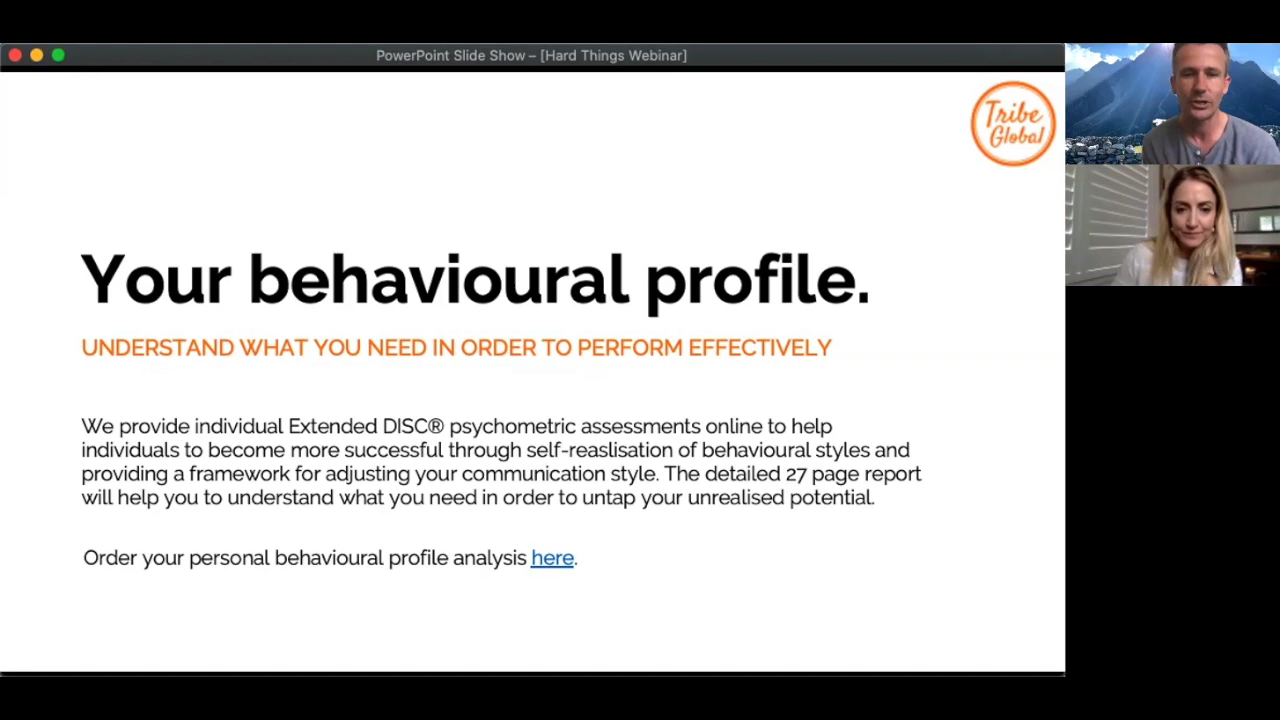 PowerPoint Slide Show – [Hard Things Webinar]
Tribe
Global
Your behavioural profile.
UNDERSTAND WHAT YOU NEED IN ORDER TO PERFORM EFFECTIVELY
We provide individual Extended DISC® psychometric assessments online to help
individuals to become more successful through self-reaslisation of behavioural styles and
providing a framework for adjusting your communication style. The detailed 27 page report
will help you to understand what you need in order to untap your unrealised potential.
Order your personal behavioural profile analysis here.